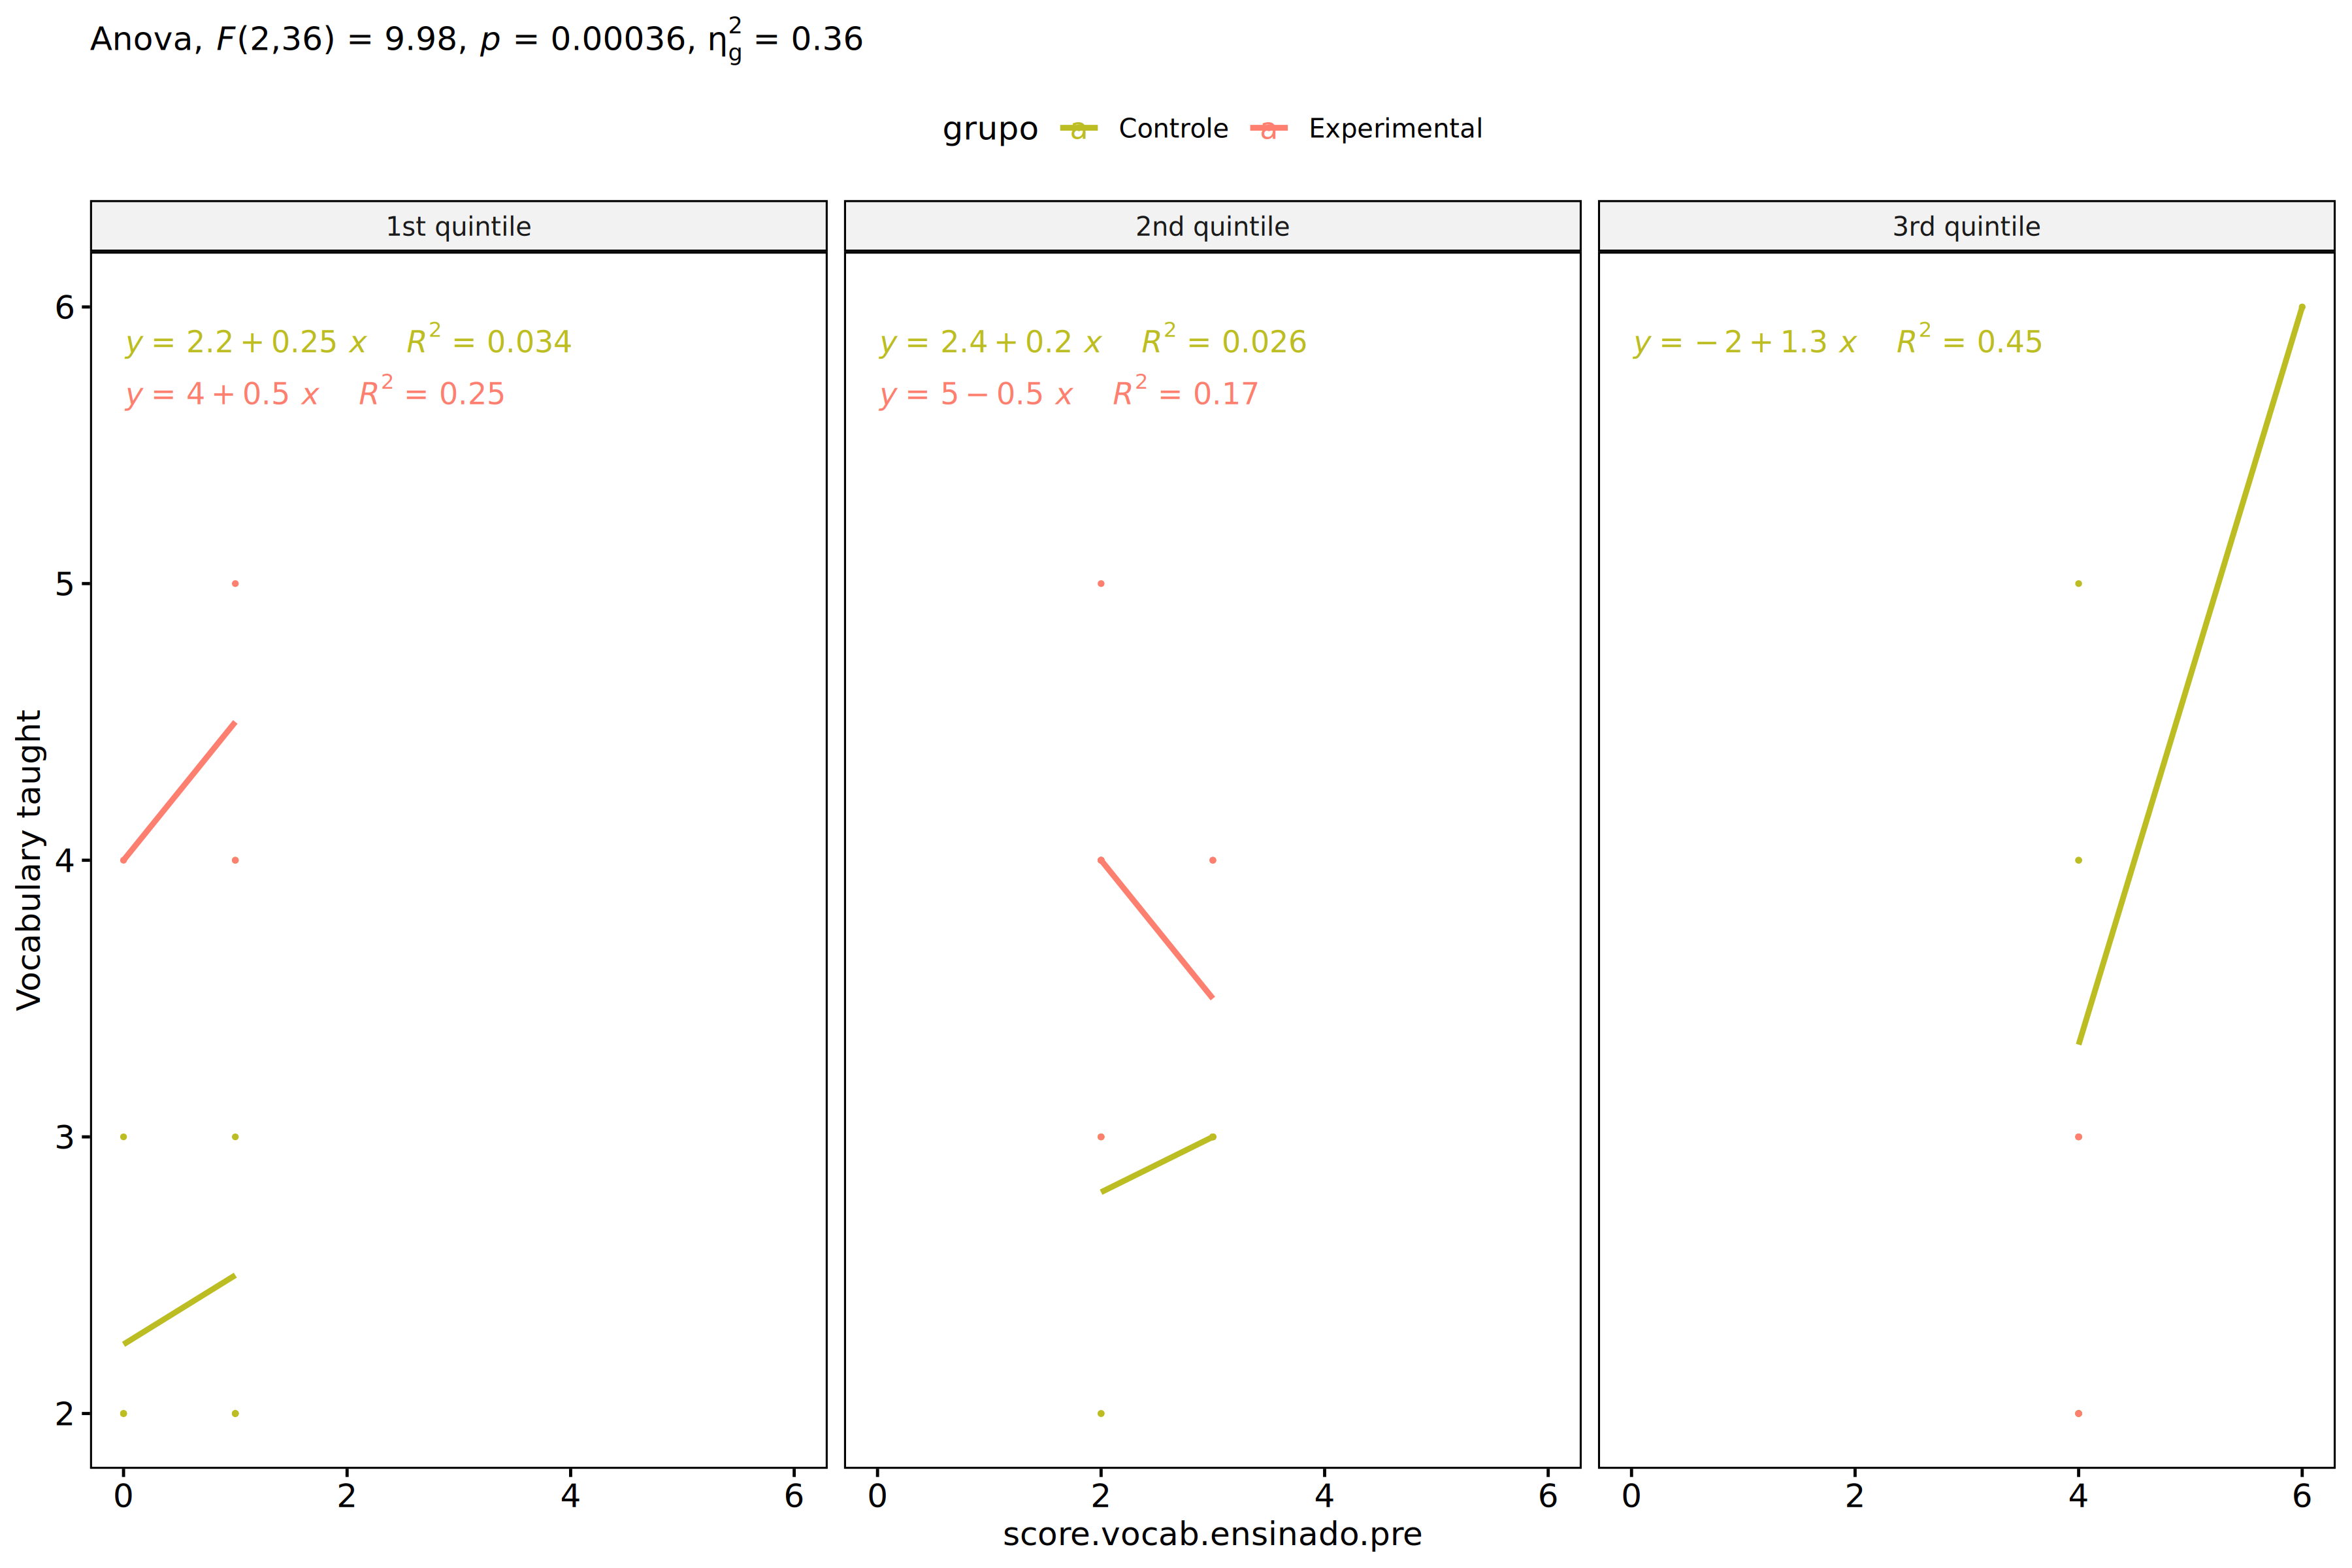 Anova, F(2,36) = 9.98, p = 0.00036, η²g = 0.36
grupo a Controle a Experimental
1st quintile 2nd quintile 3rd quintile
y = 2.2 + 0.25 x R² = 0.034
y = 4 + 0.5 x R² = 0.25
y = 2.4 + 0.2 x R² = 0.026
y = 5 − 0.5 x R² = 0.17
y = − 2 + 1.3 x R² = 0.45
6
5
4
3
2
Vocabulary taught
0 2 4 6 0 2 4 6 0 2 4 6
score.vocab.ensinado.pre